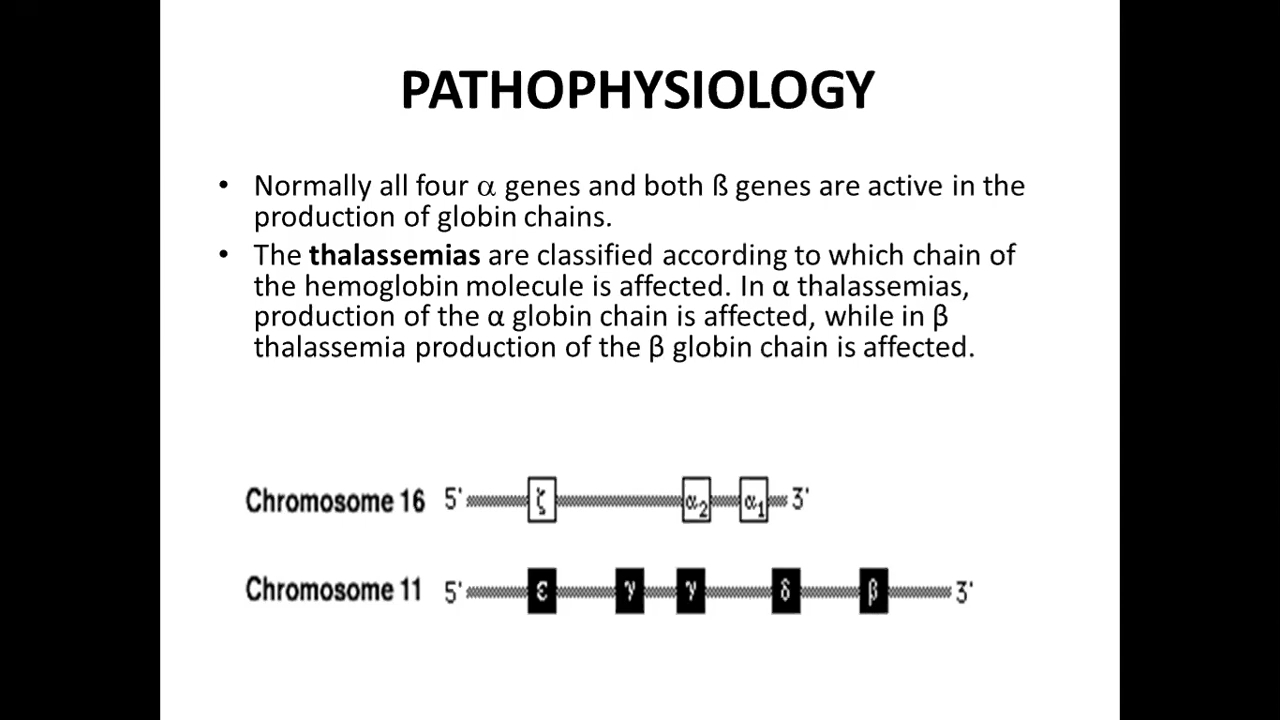 PATHOPHYSIOLOGY
• Normally all four α genes and both ß genes are active in the
production of globin chains.
• The thalassemias are classified according to which chain of
the hemoglobin molecule is affected. In α thalassemias,
production of the α globin chain is affected, while in β
thalassemia production of the β globin chain is affected.
Chromosome 16 5' ζ α2 α1 3'
Chromosome 11 5' ε γ γ δ β 3'